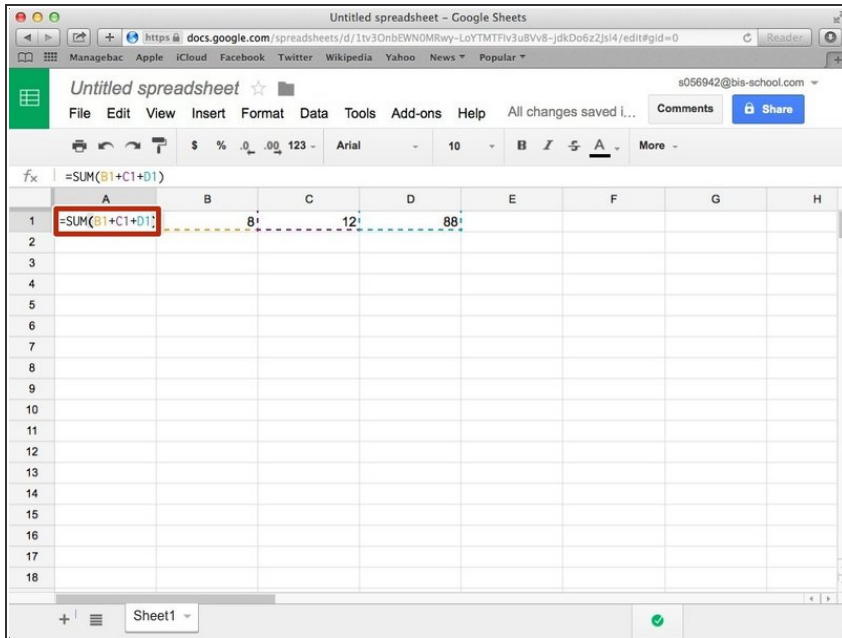 Untitled spreadsheet – Google Sheets
https docs.google.com/spreadsheets/d/1tv3OnbEWN0MRwy-LoYTMTFlv3u8Vv8-jdkDo6z2JsI4/edit#gid=0 Reader
Managebac Apple iCloud Facebook Twitter Wikipedia Yahoo News Popular
Untitled spreadsheet s056942@bis-school.com
File Edit View Insert Format Data Tools Add-ons Help All changes saved i... Comments Share
$ % .0 .00 123 Arial 10 B I S A More
fx =SUM(B1+C1+D1)
A B C D E F G H
1 =SUM(B1+C1+D1) 8 12 88
2
3
4
5
6
7
8
9
10
11
12
13
14
15
16
17
18
+ Sheet1